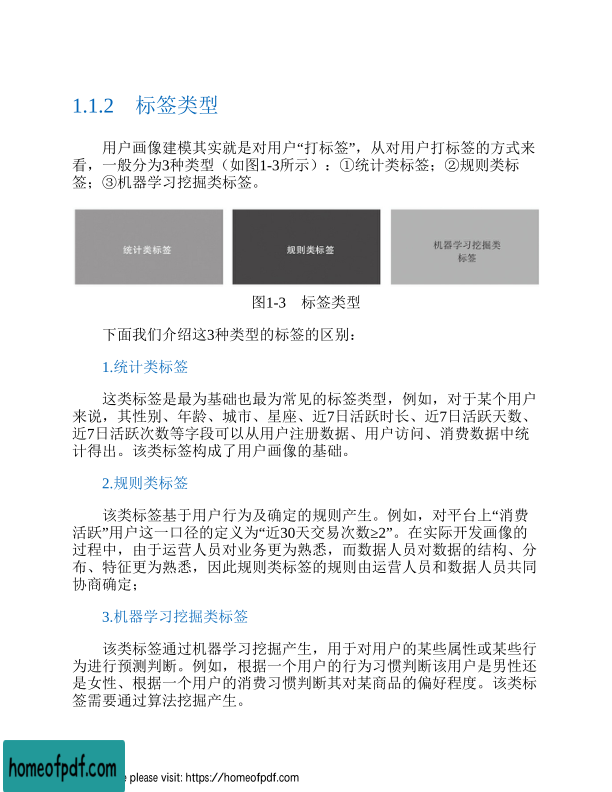 1.1.2 标签类型
用户画像建模其实就是对用户“打标签”，从对用户打标签的方式来
看，一般分为3种类型（如图1-3所示）：①统计类标签；②规则类标
签；③机器学习挖掘类标签。
统计类标签
规则类标签
机器学习挖掘类
标签
图1-3 标签类型
下面我们介绍这3种类型的标签的区别：
1.统计类标签
这类标签是最为基础也最为常见的标签类型，例如，对于某个用户
来说，其性别、年龄、城市、星座、近7日活跃时长、近7日活跃天数、
近7日活跃次数等字段可以从用户注册数据、用户访问、消费数据中统
计得出。该类标签构成了用户画像的基础。
2.规则类标签
该类标签基于用户行为及确定的规则产生。例如，对平台上“消费
活跃”用户这一口径的定义为“近30天交易次数≥2”。在实际开发画像的
过程中，由于运营人员对业务更为熟悉，而数据人员对数据的结构、分
布、特征更为熟悉，因此规则类标签的规则由运营人员和数据人员共同
协商确定；
3.机器学习挖掘类标签
该类标签通过机器学习挖掘产生，用于对用户的某些属性或某些行
为进行预测判断。例如，根据一个用户的行为习惯判断该用户是男性还
是女性、根据一个用户的消费习惯判断其对某商品的偏好程度。该类标
签需要通过算法挖掘产生。
homeofpdf.com
please visit: https://homeofpdf.com